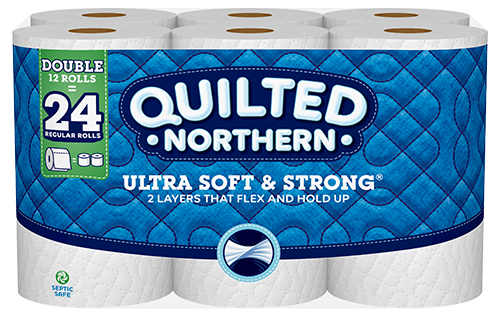 DOUBLE
12 ROLLS
=
24
REGULAR ROLLS
=
QUILTED
• NORTHERN •
ULTRA SOFT & STRONG®
2 LAYERS THAT FLEX AND HOLD UP
SEPTIC
SAFE